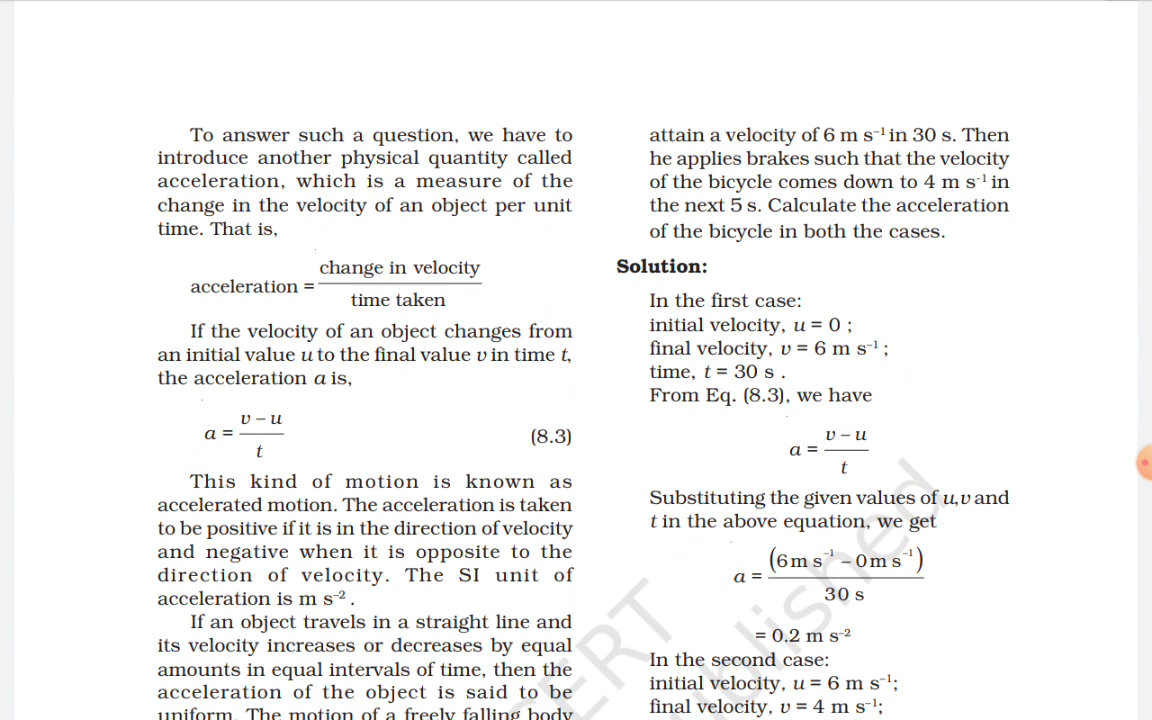 To answer such a question, we have to
introduce another physical quantity called
acceleration, which is a measure of the
change in the velocity of an object per unit
time. That is,
acceleration = change in velocity / time taken
If the velocity of an object changes from
an initial value u to the final value v in time t,
the acceleration a is,
a = v – u / t (8.3)
This kind of motion is known as
accelerated motion. The acceleration is taken
to be positive if it is in the direction of velocity
and negative when it is opposite to the
direction of velocity. The SI unit of
acceleration is m s⁻².
If an object travels in a straight line and
its velocity increases or decreases by equal
amounts in equal intervals of time, then the
acceleration of the object is said to be
uniform. The motion of a freely falling body
attain a velocity of 6 m s⁻¹ in 30 s. Then
he applies brakes such that the velocity
of the bicycle comes down to 4 m s⁻¹ in
the next 5 s. Calculate the acceleration
of the bicycle in both the cases.
Solution:
In the first case:
initial velocity, u = 0 ;
final velocity, v = 6 m s⁻¹ ;
time, t = 30 s .
From Eq. (8.3), we have
a = v – u / t
Substituting the given values of u,v and
t in the above equation, we get
a = (6 m s⁻¹ – 0 m s⁻¹) / 30 s
= 0.2 m s⁻²
In the second case:
initial velocity, u = 6 m s⁻¹;
final velocity, v = 4 m s⁻¹;